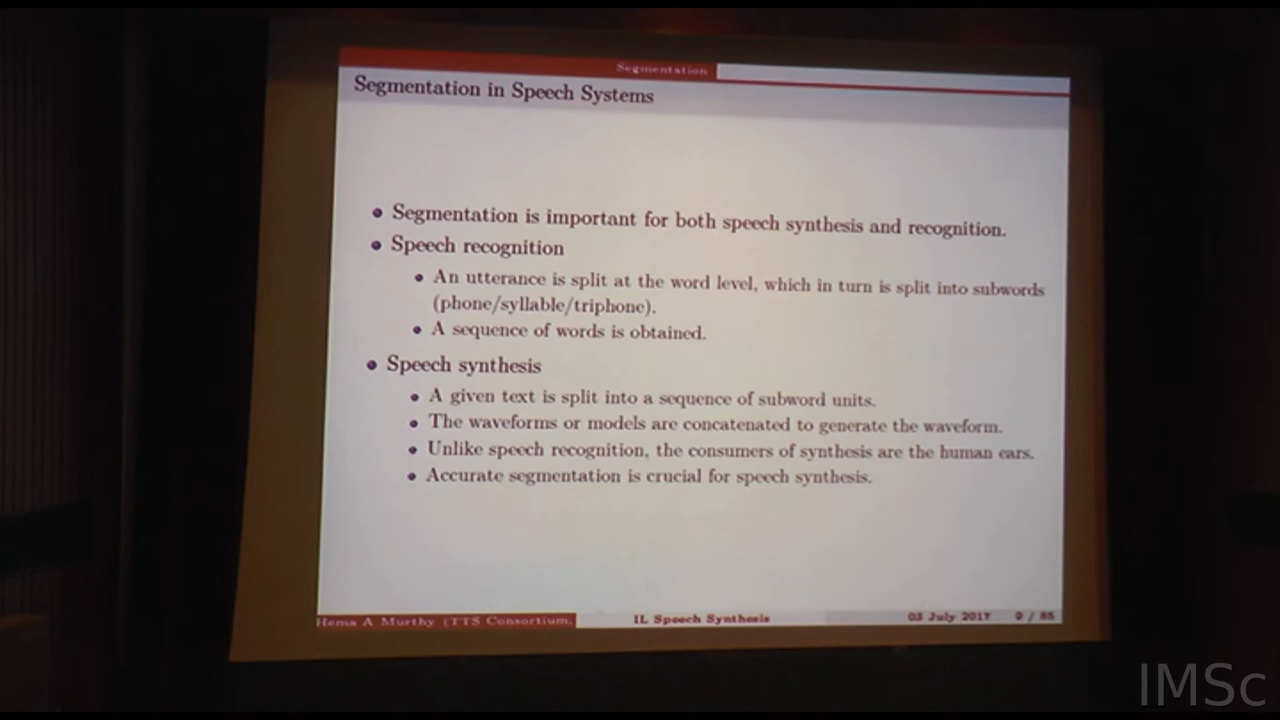 Segmentation
Segmentation in Speech Systems
Segmentation is important for both speech synthesis and recognition.
Speech recognition
An utterance is split at the word level, which in turn is split into subwords
(phone/syllable/triphone).
A sequence of words is obtained.
Speech synthesis
A given text is split into a sequence of subword units.
The waveforms or models are concatenated to generate the waveform.
Unlike speech recognition, the consumers of synthesis are the human ears.
Accurate segmentation is crucial for speech synthesis.
Hema A Murthy (TTS Consortium, IL Speech Synthesis 03 July 2017 9 / 85
IMSc